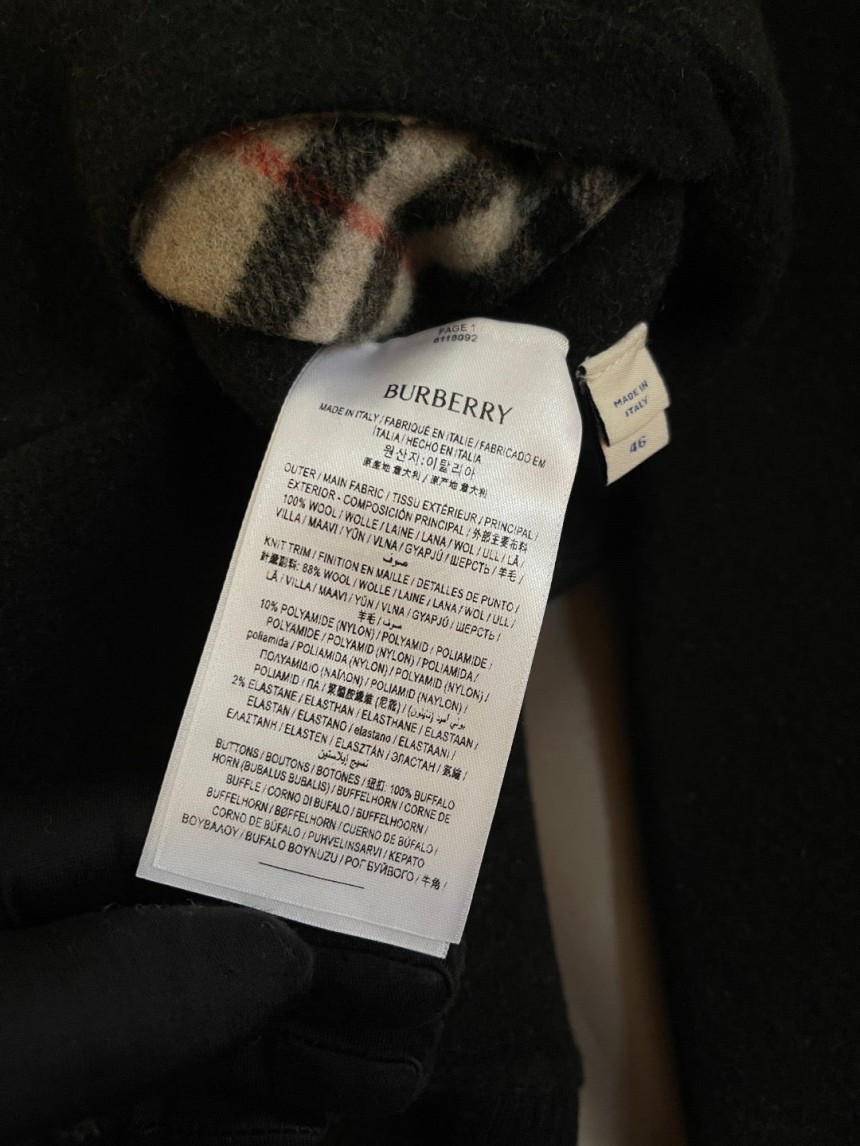 PAGE 1
8118092
BURBERRY
MADE IN ITALY / FABRIQUÉ EN ITALIE / FABRICADO EM
ITALIA / HECHO EN ITALIA
원산지:이탈리아
原產地 意大利 / 原产地 意大利
OUTER / MAIN FABRIC / TISSU EXTÉRIEUR / PRINCIPAL /
EXTERIOR - COMPOSICIÓN PRINCIPAL / 外部主要布料
100% WOOL / WOLLE / LAINE / LANA / WOL / ULL / LÃ /
VILLA / MAAVI / YÜN / VLNA / GYAPJÚ / ШЕРСТЬ / 羊毛 /
صوف
KNIT TRIM / FINITION EN MAILLE / DETALLES DE PUNTO /
針織副料: 88% WOOL / WOLLE / LAINE / LANA / WOL / ULL /
LÃ / VILLA / MAAVI / YÜN / VLNA / GYAPJÚ / ШЕРСТЬ /
羊毛 / صوف
10% POLYAMIDE (NYLON) / POLYAMID / POLIAMIDE /
POLYAMIDE / POLYAMID (NYLON) / POLIAMIDA /
poliamida / POLIAMIDA (NYLON) / POLYAMID (NYLON) /
ΠΟΛΥΑΜΙΔΙΟ (ΝΑΪΛΟΝ) / POLIAMID (NAYLON) /
POLIAMID / ПА / 聚醯胺纖維 (尼龍) / بولي أميد (نايلون) /
2% ELASTANE / ELASTHAN / ELASTHANE / ELASTAAN /
ELASTAN / ELASTANO / elastano / ELASTAANI /
ΕΛΑΣΤΑΝΗ / ELASTEN / ELASZTÁN / ЭЛАСТАН / 氨綸 /
نسيج إيلاستين
BUTTONS / BOUTONS / BOTONES / 纽扣: 100% BUFFALO
HORN (BUBALUS BUBALIS) / BUFFELHORN / CORNE DE
BUFFLE / CORNO DI BUFALO / BUFFELHOORN /
BUFFELHORN / BØFFELHORN / CUERNO DE BÚFALO /
CORNO DE BÚFALO / PUHVELINSARVI / ΚΕΡΑΤΟ
ΒΟΥΒΑΛΟΥ / BUFALO BOYNUZU / РОГ БУЙВОГО / 牛角 /
MADE IN
ITALY
46